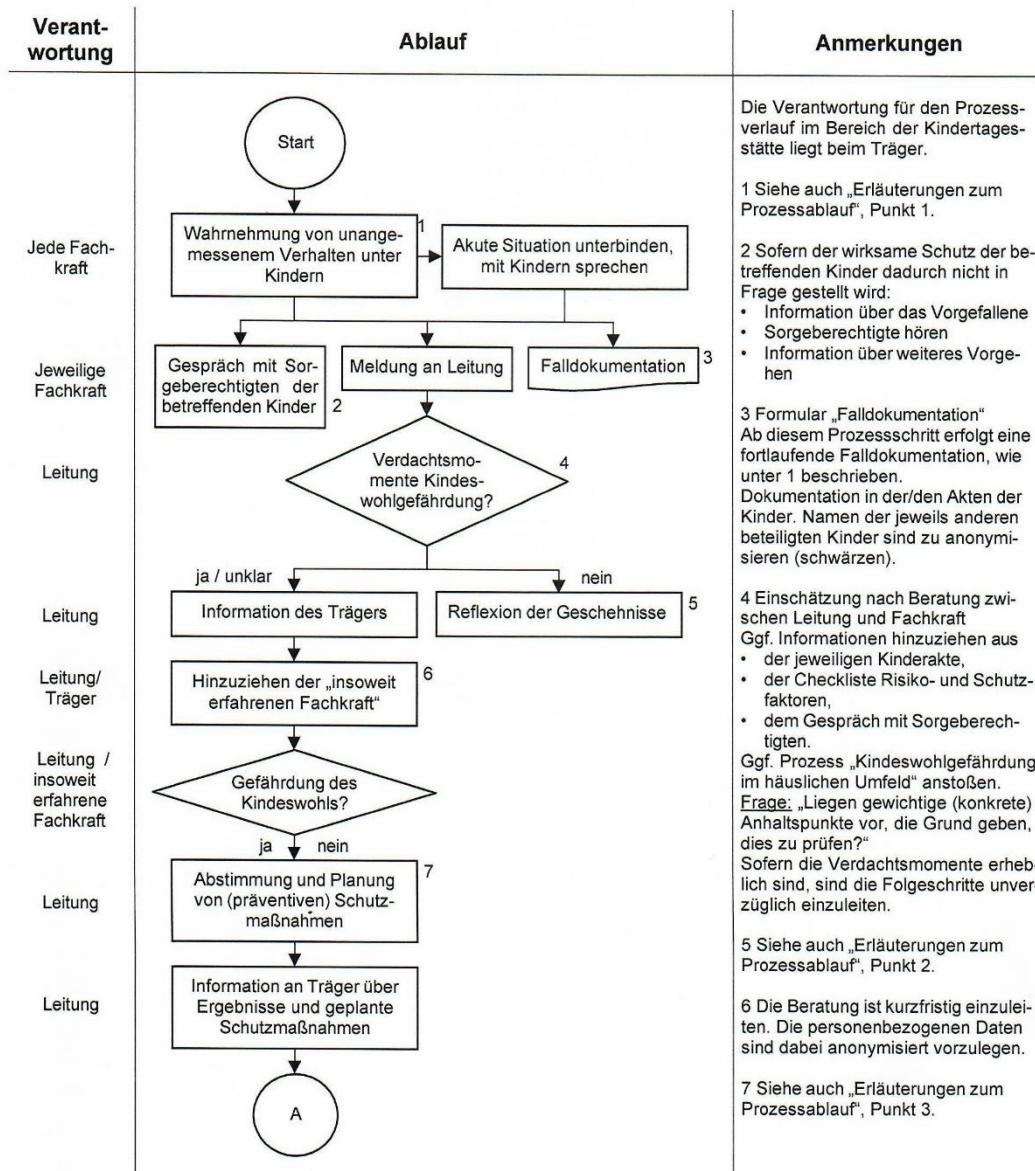 Verant-
wortung
Ablauf
Anmerkungen
Start
Jede Fach-
kraft
Wahrnehmung von unange-
messenem Verhalten unter
Kindern
1
Akute Situation unterbinden,
mit Kindern sprechen
Jeweilige
Fachkraft
Gespräch mit Sor-
geberechtigten der
betreffenden Kinder
2
Meldung an Leitung
Falldokumentation
3
Leitung
Verdachtsmo-
mente Kindes-
wohlgefährdung?
4
ja / unklar
nein
Leitung
Information des Trägers
Reflexion der Geschehnisse
5
Leitung/
Träger
Hinzuziehen der „insoweit
erfahrenen Fachkraft“
6
Leitung /
insoweit
erfahrene
Fachkraft
Gefährdung des
Kindeswohls?
ja
nein
Leitung
Abstimmung und Planung
von (präventiven) Schutz-
maßnahmen
7
Leitung
Information an Träger über
Ergebnisse und geplante
Schutzmaßnahmen
A
Die Verantwortung für den Prozess-
verlauf im Bereich der Kindertages-
stätte liegt beim Träger.
1 Siehe auch „Erläuterungen zum
Prozessablauf“, Punkt 1.
2 Sofern der wirksame Schutz der be-
treffenden Kinder dadurch nicht in
Frage gestellt wird:
• Information über das Vorgefallene
• Sorgeberechtigte hören
• Information über weiteres Vorge-
hen
3 Formular „Falldokumentation“
Ab diesem Prozessschritt erfolgt eine
fortlaufende Falldokumentation, wie
unter 1 beschrieben.
Dokumentation in der/den Akten der
Kinder. Namen der jeweils anderen
beteiligten Kinder sind zu anonymi-
sieren (schwärzen).
4 Einschätzung nach Beratung zwi-
schen Leitung und Fachkraft
Ggf. Informationen hinzuziehen aus
• der jeweiligen Kinderakte,
• der Checkliste Risiko- und Schutz-
faktoren,
• dem Gespräch mit Sorgeberech-
tigten.
Ggf. Prozess „Kindeswohlgefährdung
im häuslichen Umfeld“ anstoßen.
Frage: „Liegen gewichtige (konkrete)
Anhaltspunkte vor, die Grund geben,
dies zu prüfen?“
Sofern die Verdachtsmomente erheb-
lich sind, sind die Folgeschritte unver-
züglich einzuleiten.
5 Siehe auch „Erläuterungen zum
Prozessablauf“, Punkt 2.
6 Die Beratung ist kurzfristig einzulei-
ten. Die personenbezogenen Daten
sind dabei anonymisiert vorzulegen.
7 Siehe auch „Erläuterungen zum
Prozessablauf“, Punkt 3.